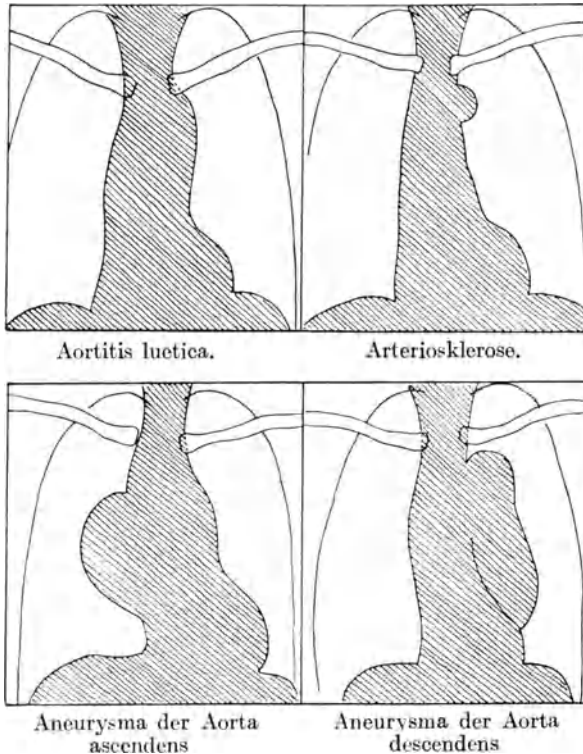 Aortitis luetica.
Arteriosklerose.
Aneurysma der Aorta
ascendens
Aneurysma der Aorta
descendens